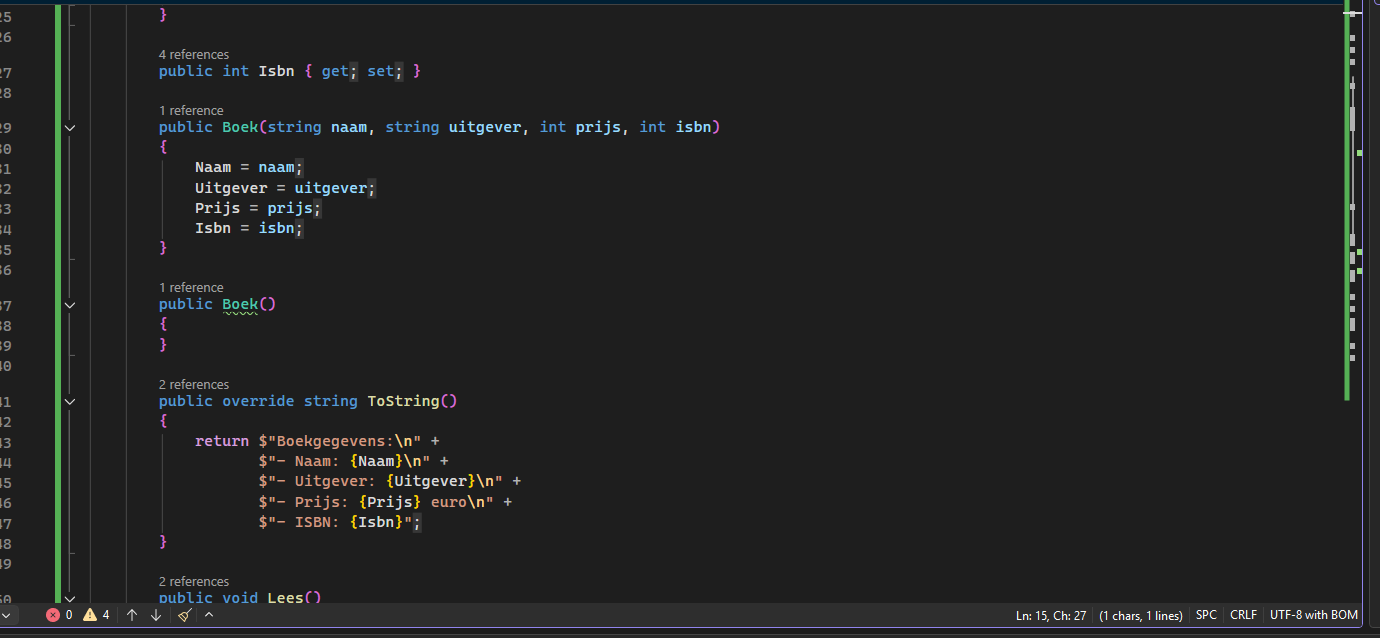 25 }
26
4 references
27 public int Isbn { get; set; }
28
1 reference
29 public Boek(string naam, string uitgever, int prijs, int isbn)
30 {
31 Naam = naam;
32 Uitgever = uitgever;
33 Prijs = prijs;
34 Isbn = isbn;
35 }
36
1 reference
37 public Boek()
38 {
39 }
40
2 references
41 public override string ToString()
42 {
43 return $"Boekgegevens:\n" +
44 $"- Naam: {Naam}\n" +
45 $"- Uitgever: {Uitgever}\n" +
46 $"- Prijs: {Prijs} euro\n" +
47 $"- ISBN: {Isbn}";
48 }
49
2 references
50 public void Lees()
0 4 Ln: 15, Ch: 27 (1 chars, 1 lines) SPC CRLF UTF-8 with BOM